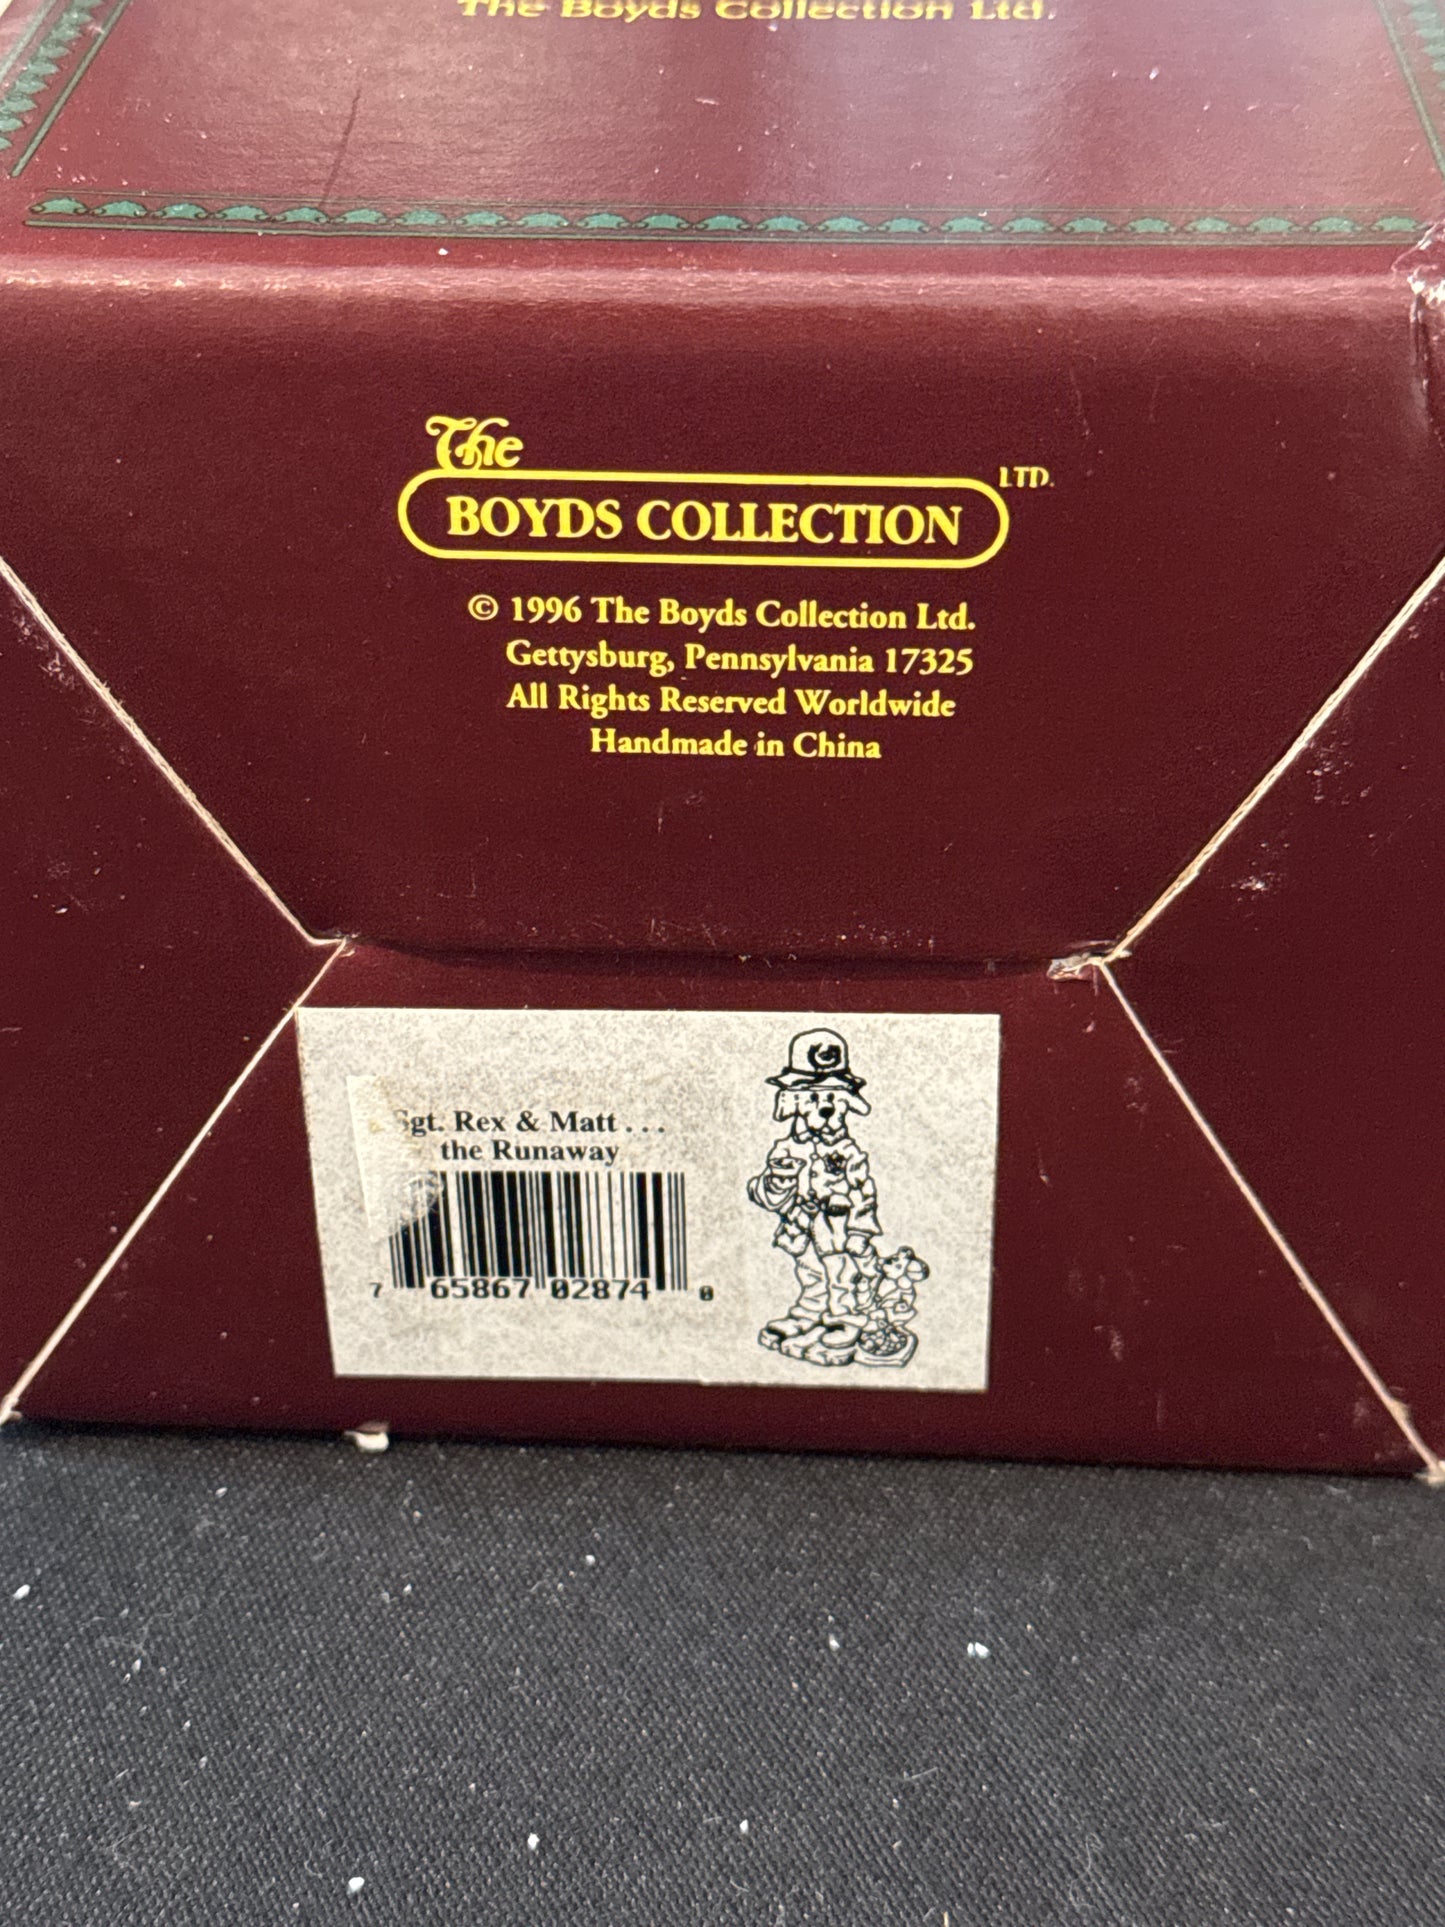 The Boyds Collection Ltd.
The
LTD.
BOYDS COLLECTION
© 1996 The Boyds Collection Ltd.
Gettysburg, Pennsylvania 17325
All Rights Reserved Worldwide
Handmade in China
Sgt. Rex & Matt . . .
the Runaway
7 65867 02874 0